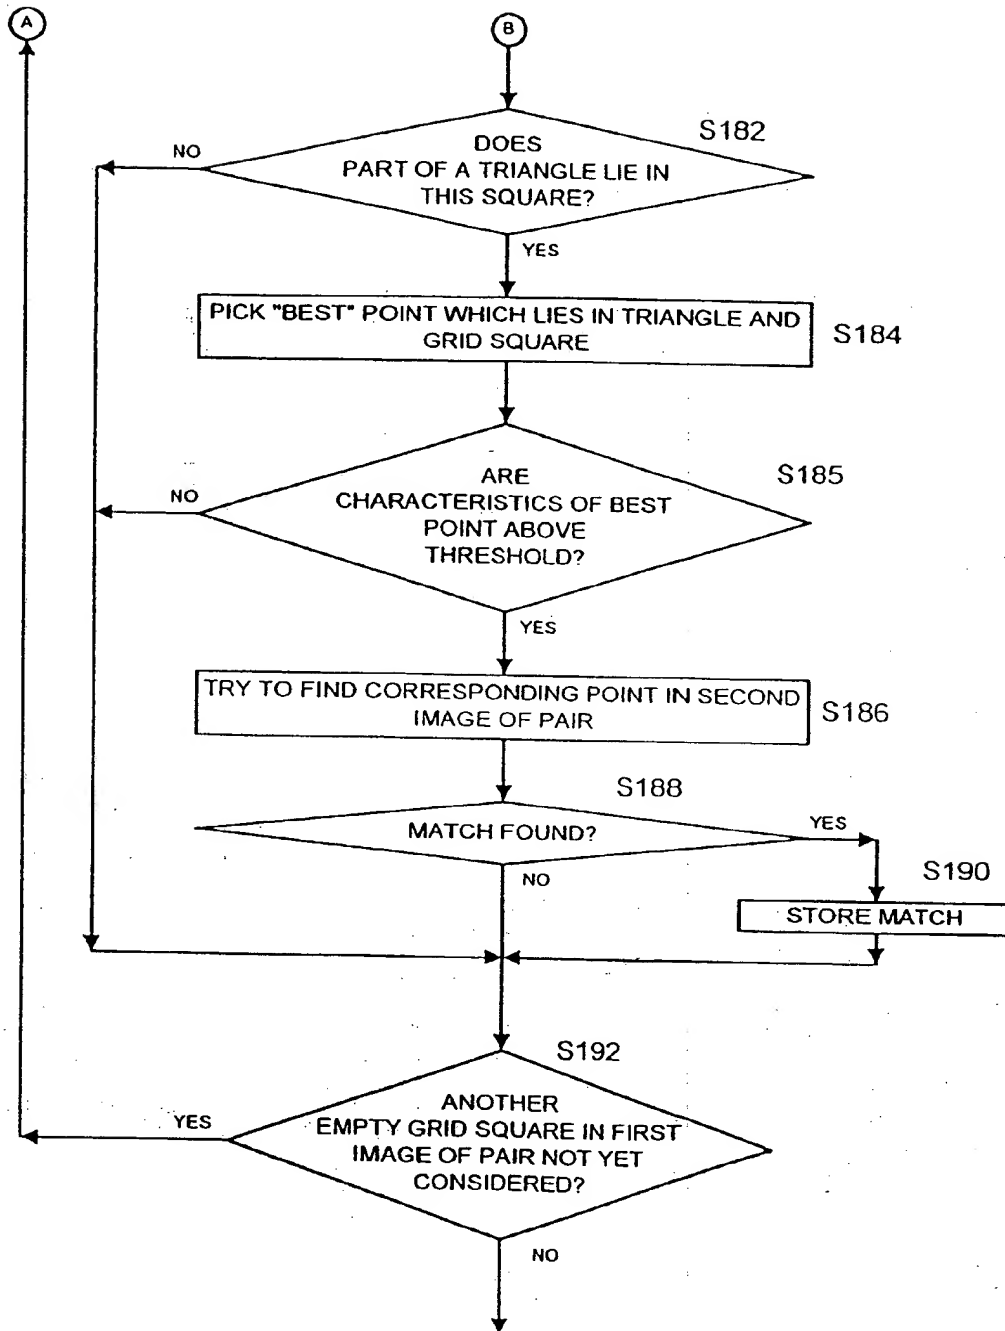 A
B
S182
NO
DOES
PART OF A TRIANGLE LIE IN
THIS SQUARE?
YES
PICK "BEST" POINT WHICH LIES IN TRIANGLE AND
GRID SQUARE
S184
S185
NO
ARE
CHARACTERISTICS OF BEST
POINT ABOVE
THRESHOLD?
YES
TRY TO FIND CORRESPONDING POINT IN SECOND
IMAGE OF PAIR
S186
S188
MATCH FOUND?
YES
NO
S190
STORE MATCH
S192
YES
ANOTHER
EMPTY GRID SQUARE IN FIRST
IMAGE OF PAIR NOT YET
CONSIDERED?
NO